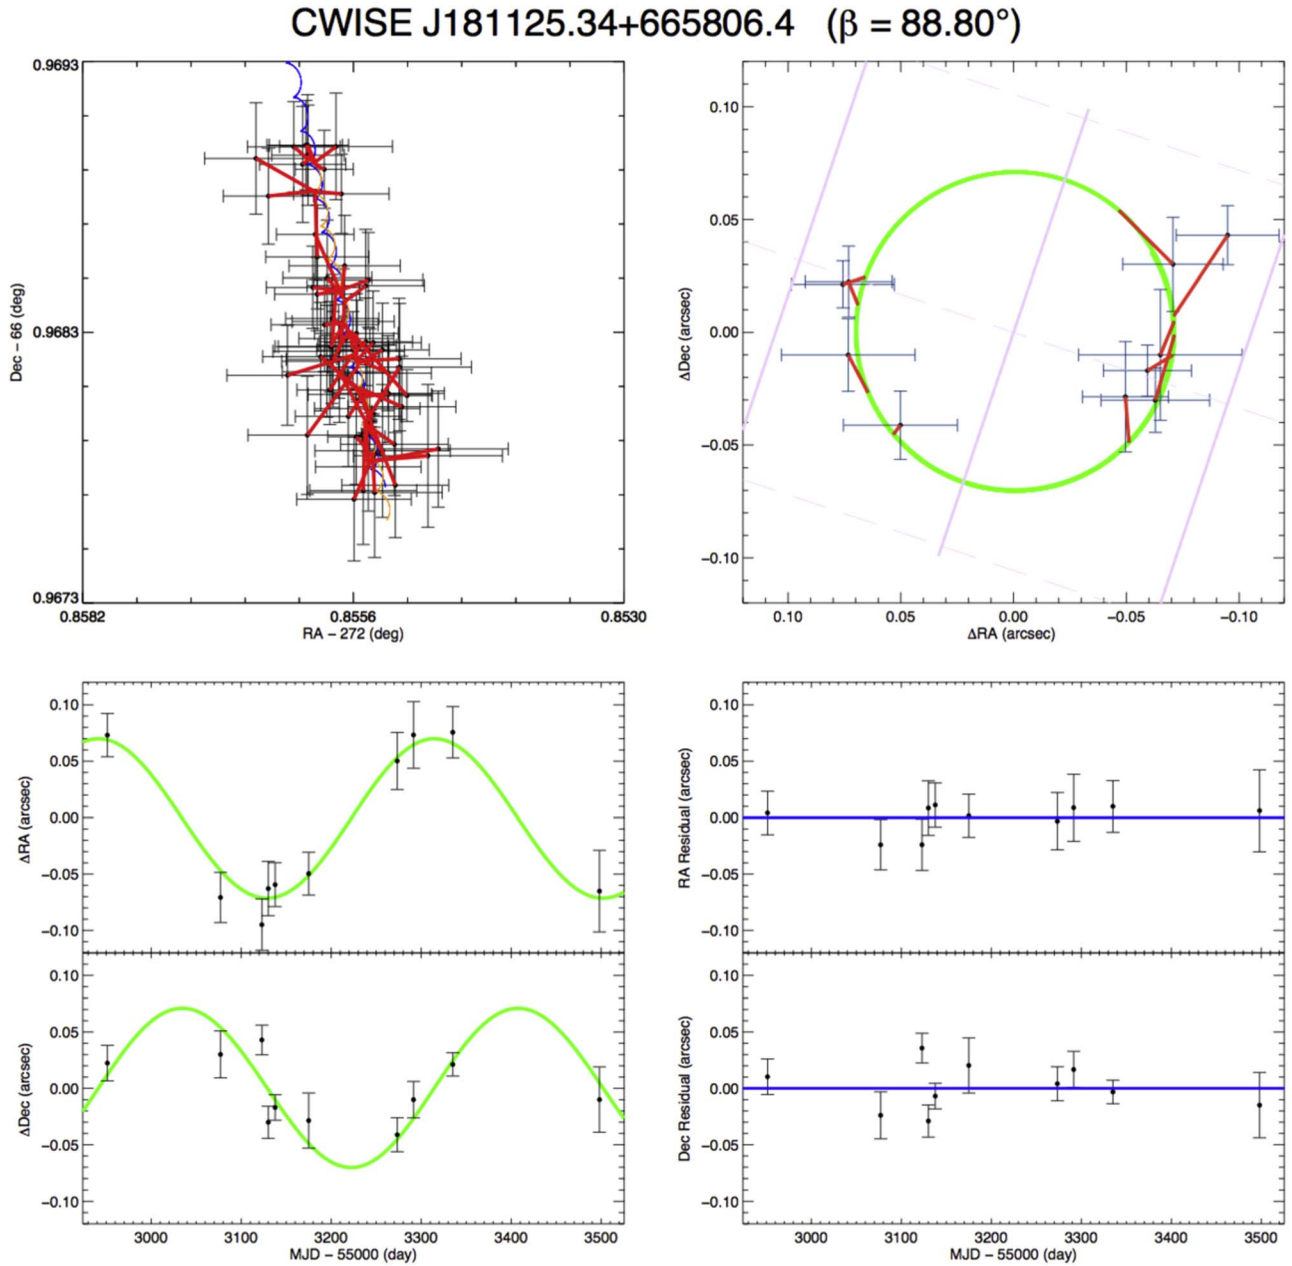 CWISE J181125.34+665806.4 (β = 88.80°)
0.9693
0.9683
0.9673
Dec − 66 (deg)
0.8582 0.8556 0.8530
RA − 272 (deg)
0.10
0.05
0.00
−0.05
−0.10
ΔDec (arcsec)
0.10 0.05 0.00 −0.05 −0.10
ΔRA (arcsec)
0.10
0.05
0.00
−0.05
−0.10
ΔRA (arcsec)
0.10
0.05
0.00
−0.05
−0.10
ΔDec (arcsec)
3000 3100 3200 3300 3400 3500
MJD − 55000 (day)
0.10
0.05
0.00
−0.05
−0.10
RA Residual (arcsec)
0.10
0.05
0.00
−0.05
−0.10
Dec Residual (arcsec)
3000 3100 3200 3300 3400 3500
MJD − 55000 (day)